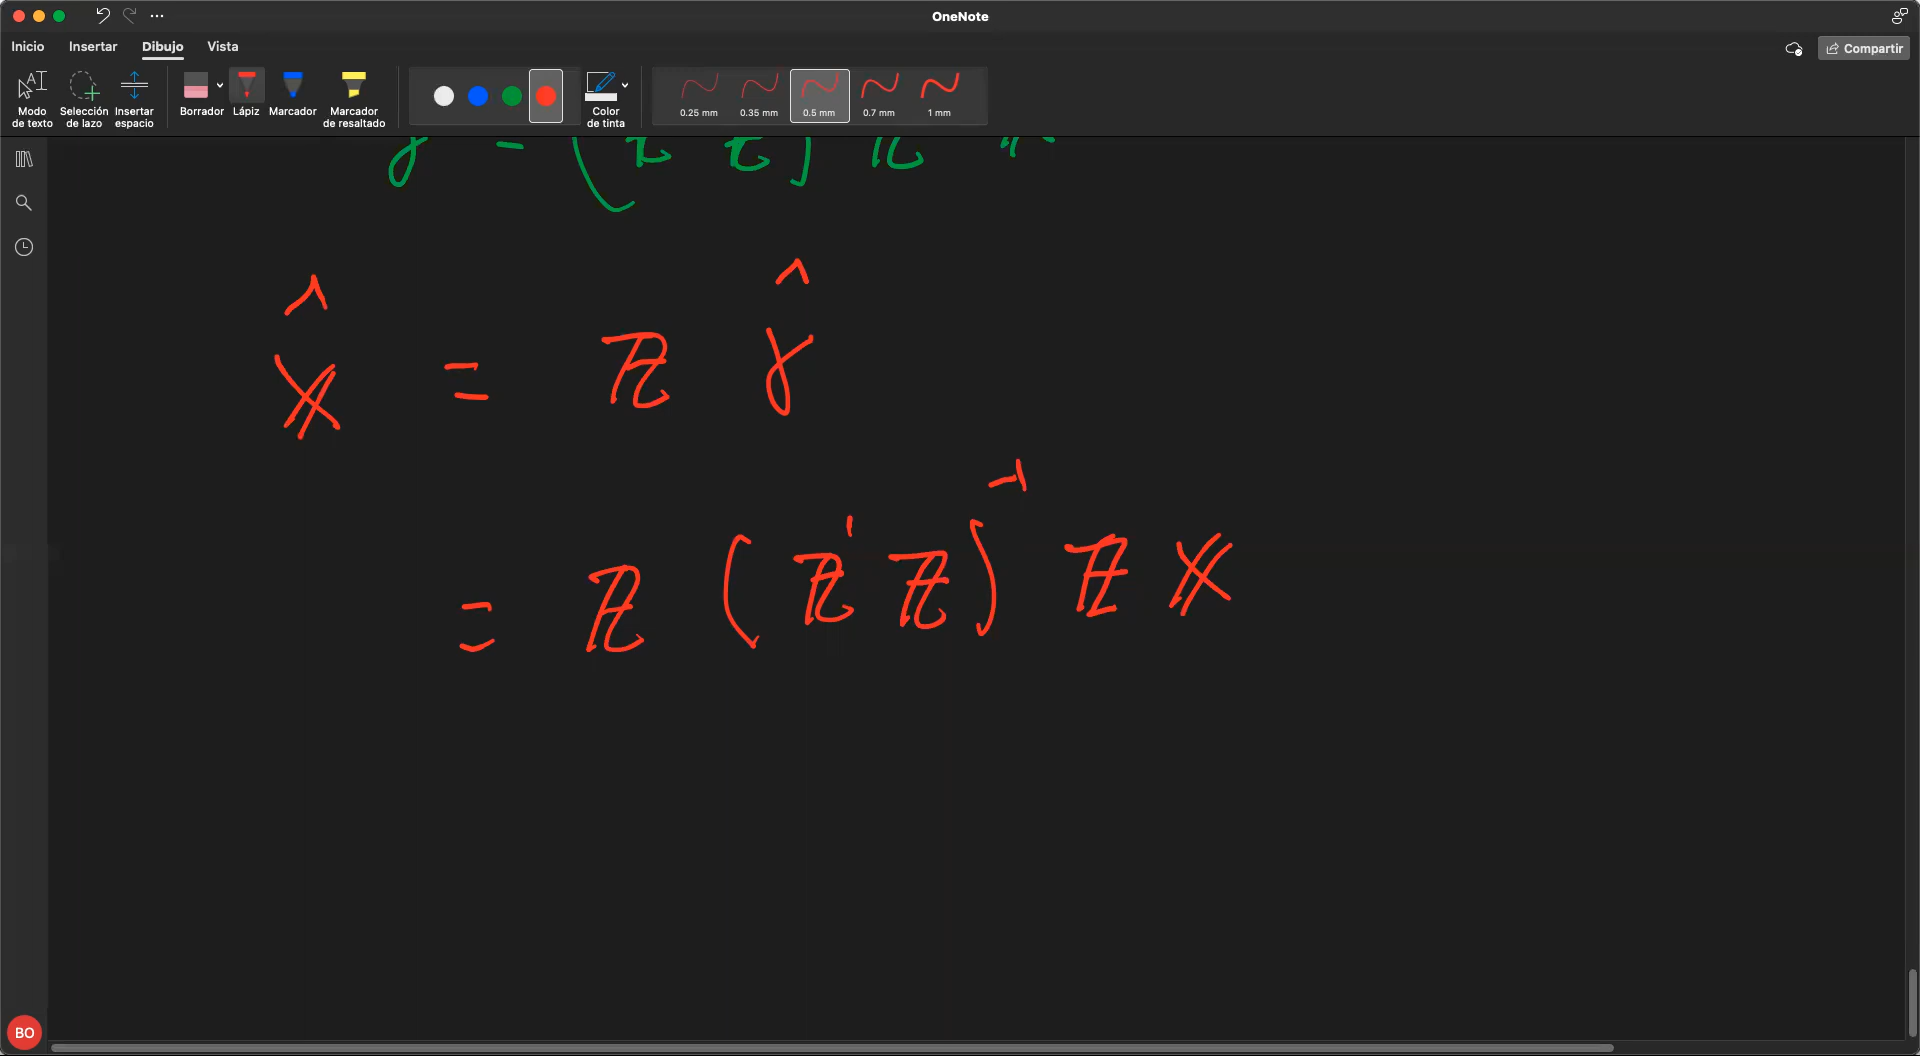 OneNote
Inicio Insertar Dibujo Vista
Compartir
Modo de texto
Selección de lazo
Insertar espacio
Borrador
Lápiz
Marcador
Marcador de resaltado
Color de tinta
0.25 mm
0.35 mm
0.5 mm
0.7 mm
1 mm
X̂ = Z γ̂
= Z (Z' Z)⁻¹ Z X
BO